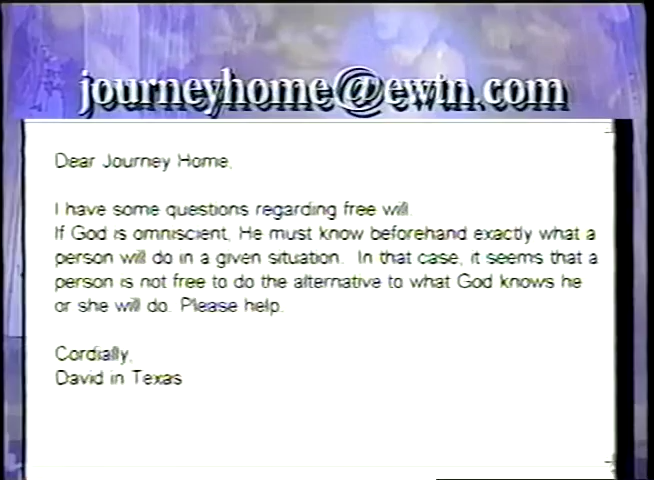 journeyhome@ewtn.com
Dear Journey Home,
I have some questions regarding free will.
If God is omniscient, He must know beforehand exactly what a
person will do in a given situation. In that case, it seems that a
person is not free to do the alternative to what God knows he
or she will do. Please help.
Cordially,
David in Texas